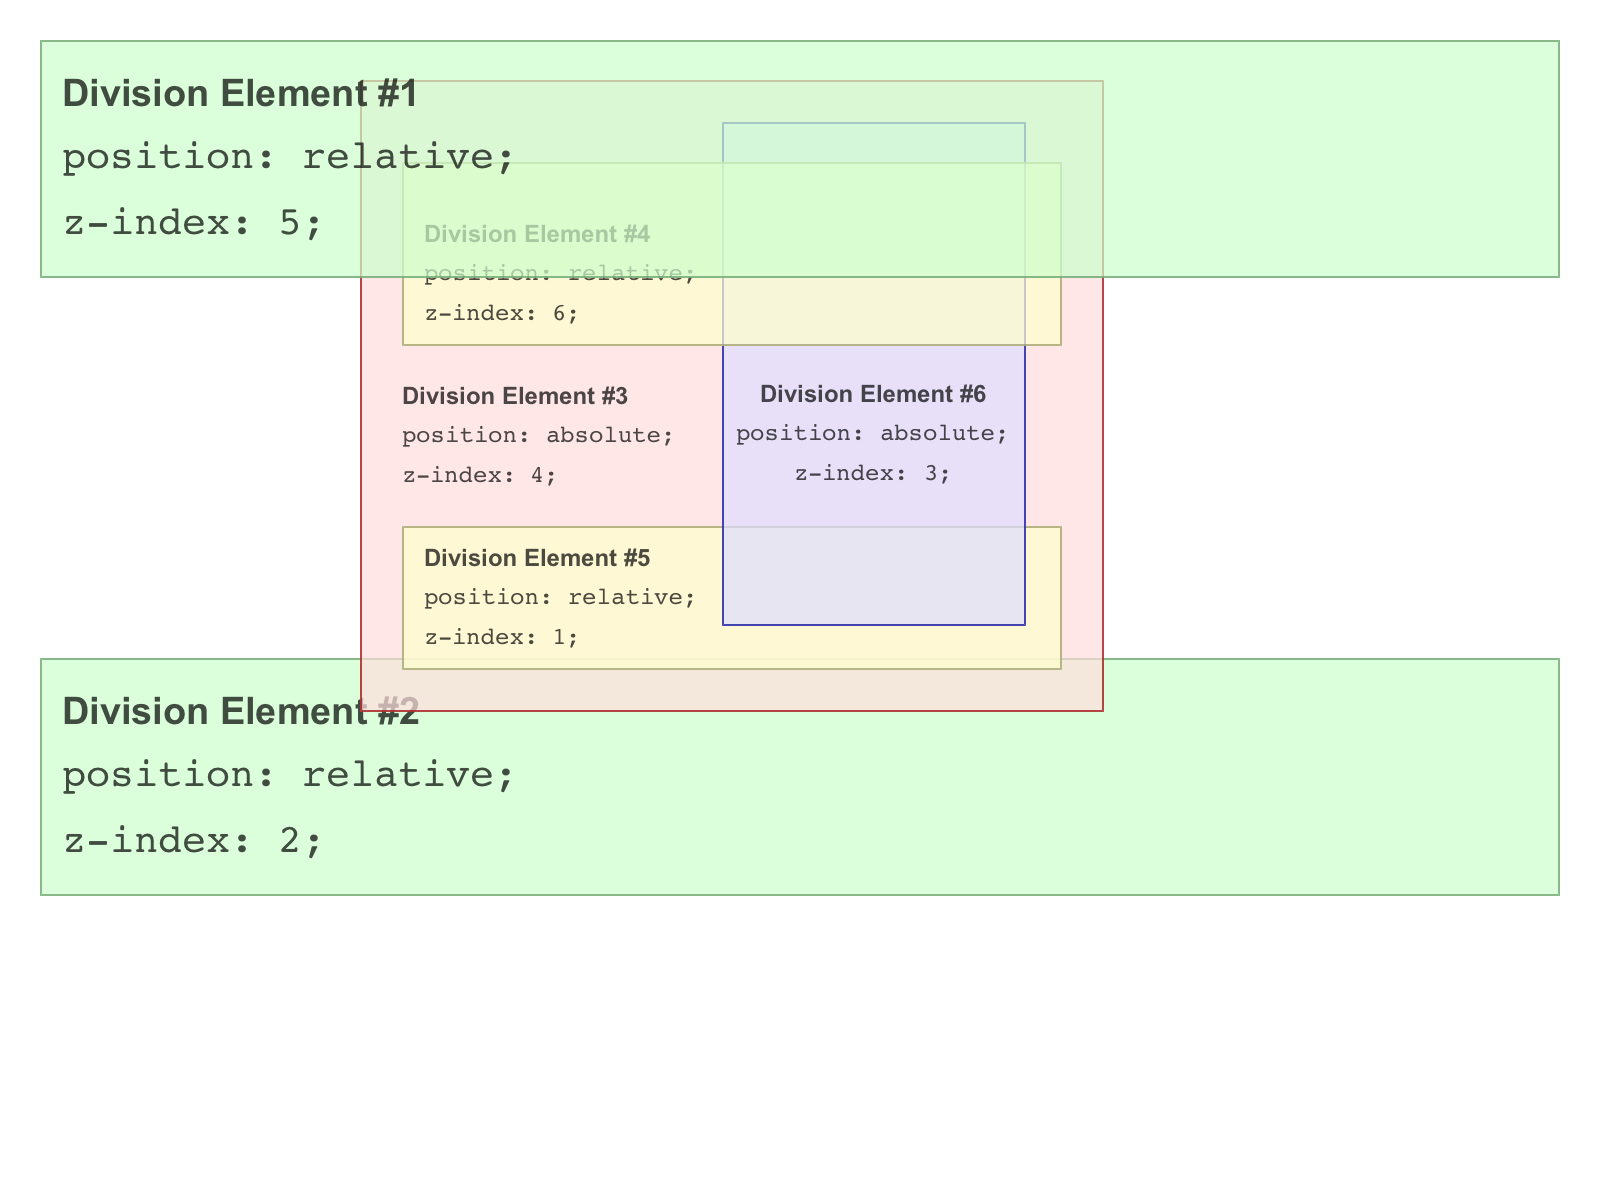 Division Element #1
position: relative;
z-index: 5;
Division Element #4
position: relative;
z-index: 6;
Division Element #3
position: absolute;
z-index: 4;
Division Element #6
position: absolute;
z-index: 3;
Division Element #5
position: relative;
z-index: 1;
Division Element #2
position: relative;
z-index: 2;